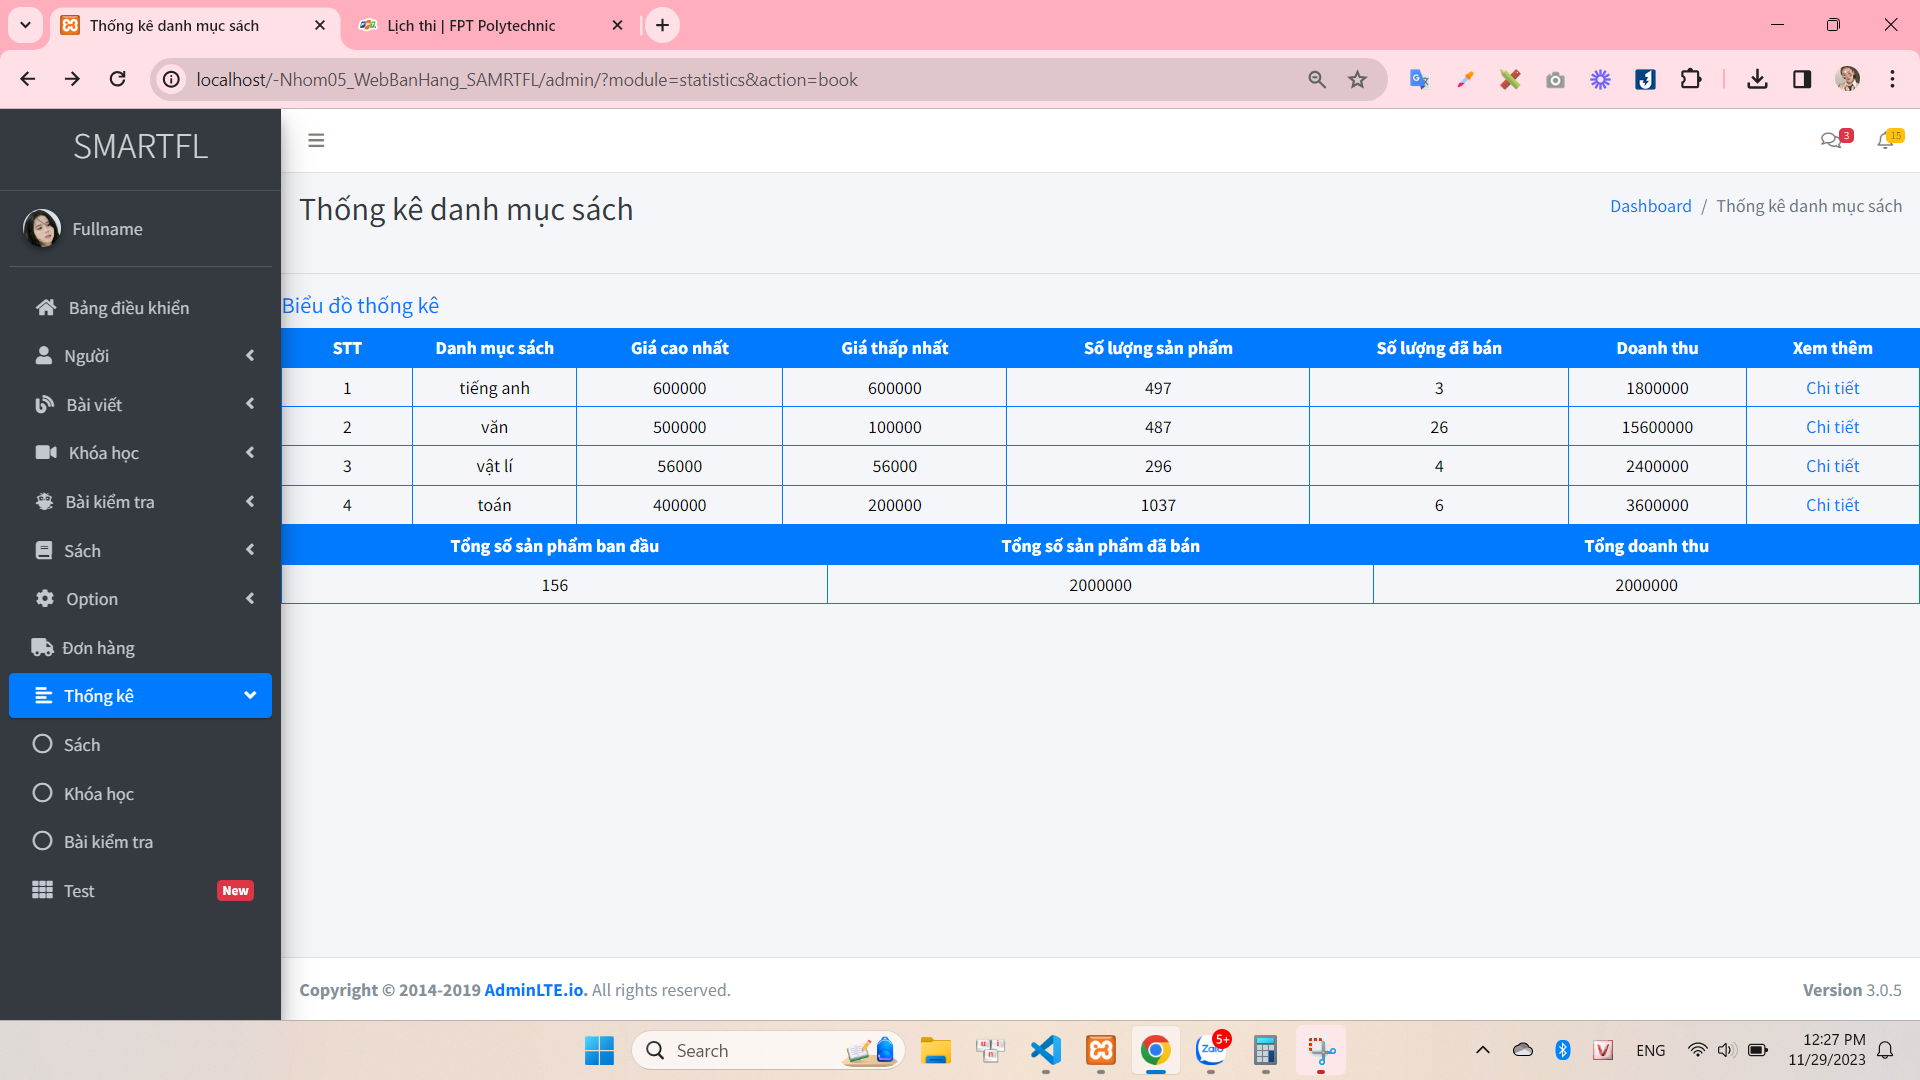 Thống kê danh mục sách
Lịch thi | FPT Polytechnic
localhost/-Nhom05_WebBanHang_SAMRTFL/admin/?module=statistics&action=book
SMARTFL
3
15
Fullname
Thống kê danh mục sách
Dashboard / Thống kê danh mục sách
Bảng điều khiển
Người
Bài viết
Khóa học
Bài kiểm tra
Sách
Option
Đơn hàng
Thống kê
Sách
Khóa học
Bài kiểm tra
Test New
Biểu đồ thống kê
STT Danh mục sách Giá cao nhất Giá thấp nhất Số lượng sản phẩm Số lượng đã bán Doanh thu Xem thêm
1 tiếng anh 600000 600000 497 3 1800000 Chi tiết
2 văn 500000 100000 487 26 15600000 Chi tiết
3 vật lí 56000 56000 296 4 2400000 Chi tiết
4 toán 400000 200000 1037 6 3600000 Chi tiết
Tổng số sản phẩm ban đầu Tổng số sản phẩm đã bán Tổng doanh thu
156 2000000 2000000
Copyright © 2014-2019 AdminLTE.io. All rights reserved.
Version 3.0.5
Search
Zalo
5+
ENG
12:27 PM
11/29/2023